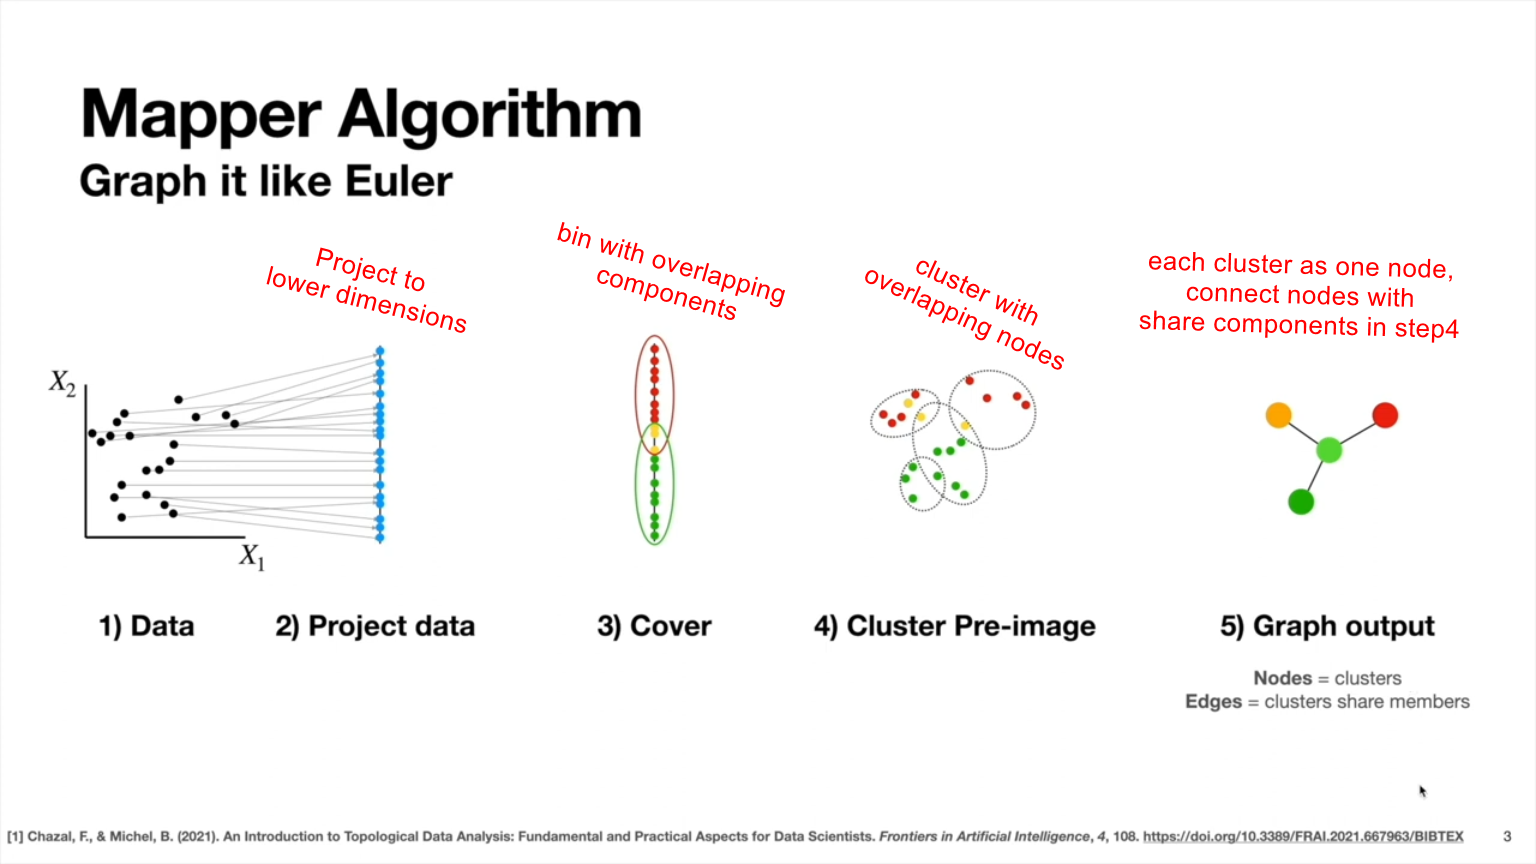 Mapper Algorithm
Graph it like Euler
Project to
lower dimensions
bin with overlapping
components
cluster with
overlapping nodes
each cluster as one node,
connect nodes with
share components in step4
X2
X1
1) Data
2) Project data
3) Cover
4) Cluster Pre-image
5) Graph output
Nodes = clusters
Edges = clusters share members
[1] Chazal, F., & Michel, B. (2021). An Introduction to Topological Data Analysis: Fundamental and Practical Aspects for Data Scientists. Frontiers in Artificial Intelligence, 4, 108. https://doi.org/10.3389/FRAI.2021.667963/BIBTEX
3